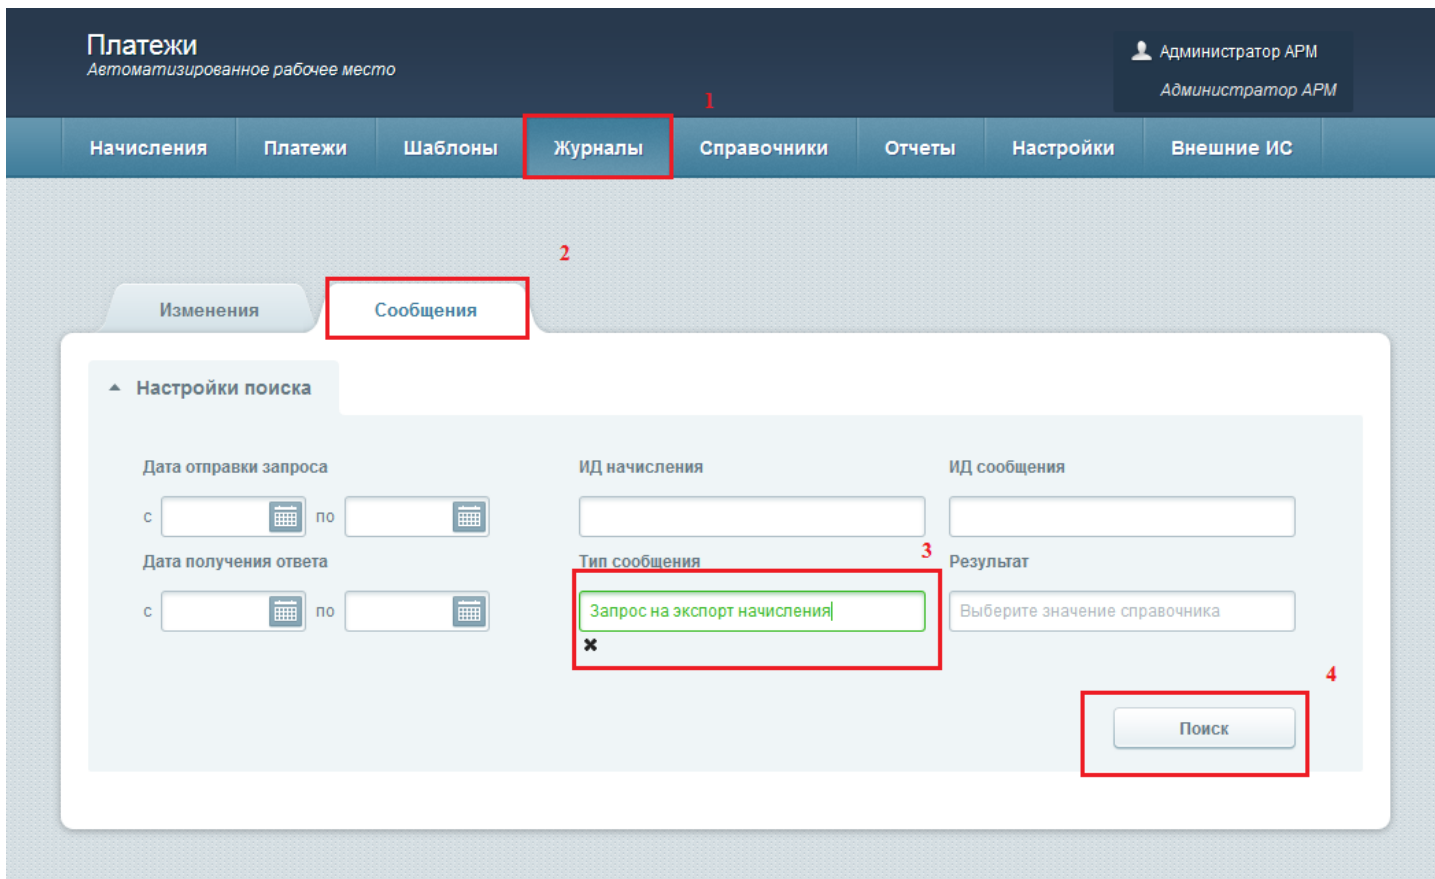 Платежи
Автоматизированное рабочее место
Администратор АРМ
Администратор АРМ
1
Начисления Платежи Шаблоны Журналы Справочники Отчеты Настройки Внешние ИС
2
Изменения Сообщения
Настройки поиска
Дата отправки запроса ИД начисления ИД сообщения
с по
3
Дата получения ответа Тип сообщения Результат
с по Запрос на экспорт начисления Выберите значение справочника
4
Поиск